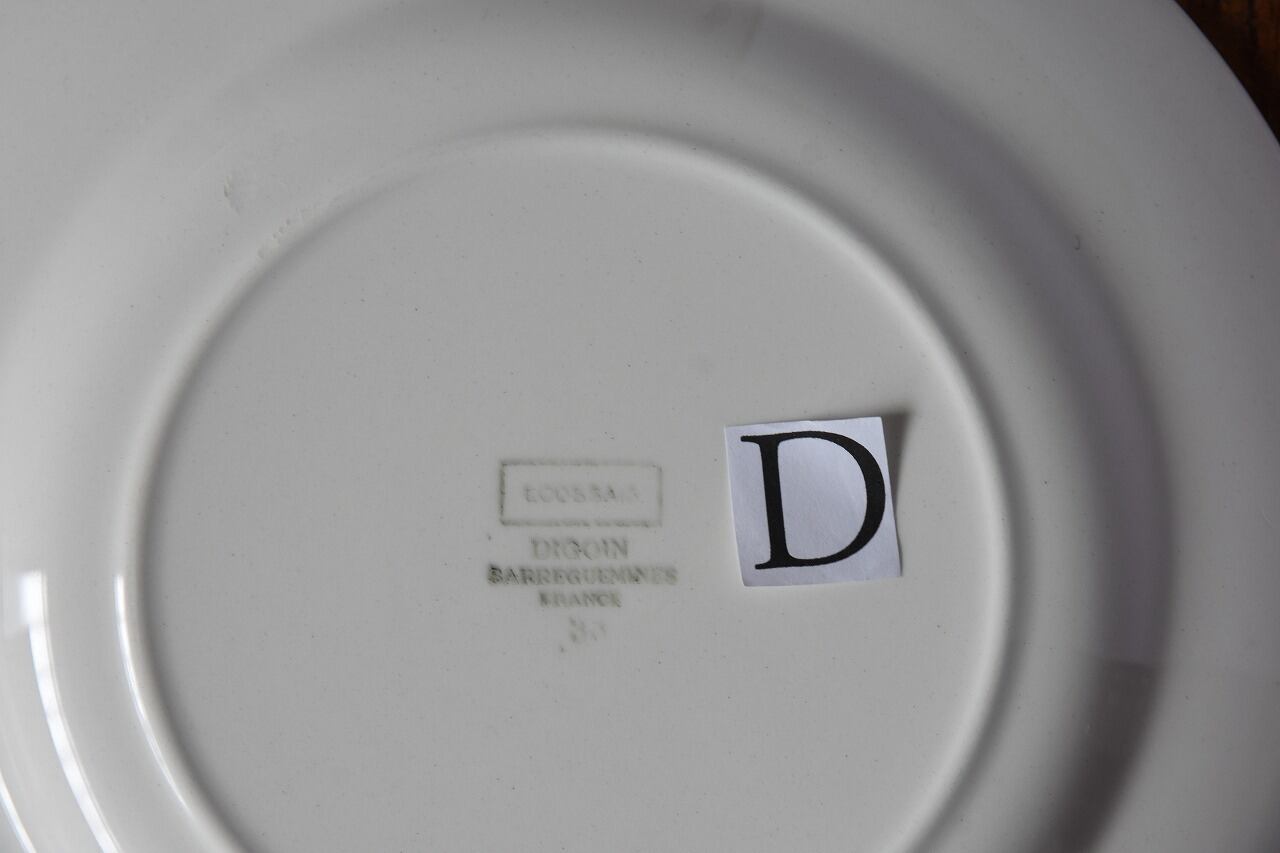 ECOSSAIS
D
DIGOIN
SARREGUEMINES
FRANCE